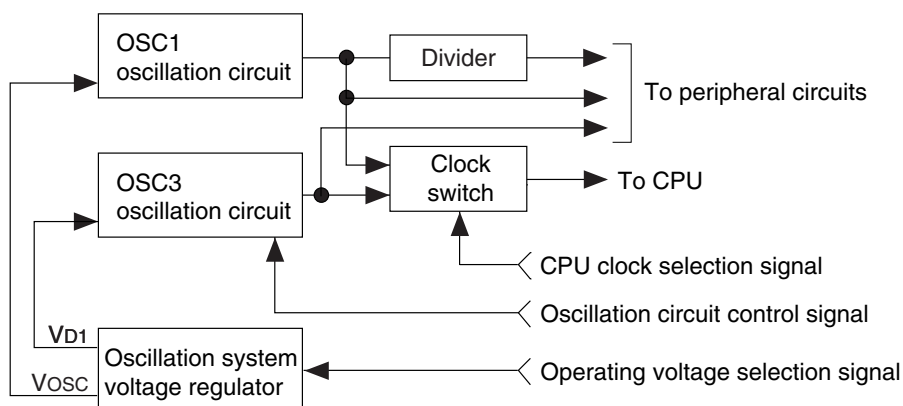 OSC1
oscillation circuit
Divider
To peripheral circuits
OSC3
oscillation circuit
Clock
switch
To CPU
CPU clock selection signal
Oscillation circuit control signal
VD1
Oscillation system
voltage regulator
VOSC
Operating voltage selection signal